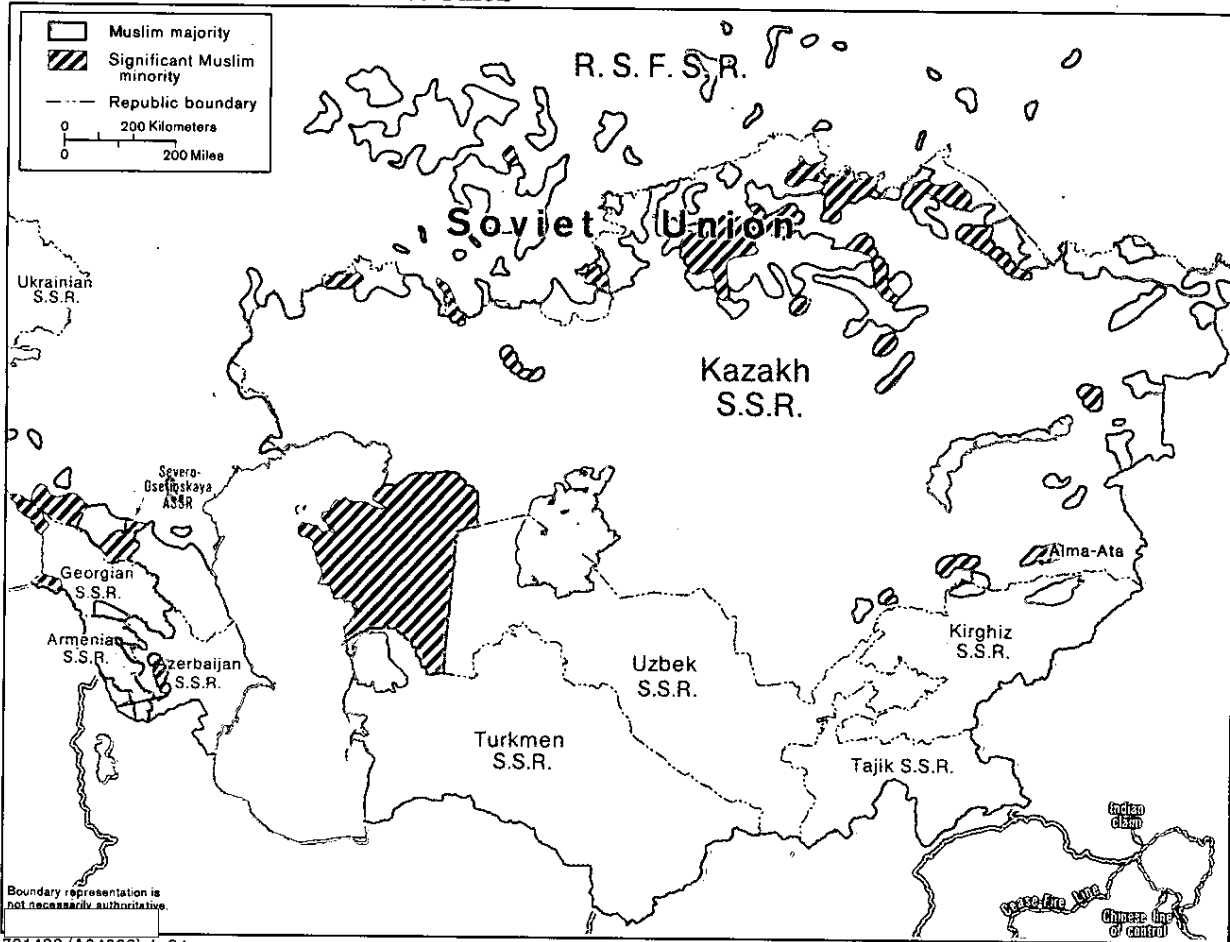 Muslim majority
Significant Muslim
minority
Republic boundary
0 200 Kilometers
0 200 Miles
R. S. F. S. R.
Soviet Union
Ukrainian
S.S.R.
Kazakh
S.S.R.
Severo-
Osetinskaya
ASSR
Georgian
S.S.R.
Armenian
S.S.R.
Azerbaijan
S.S.R.
Alma-Ata
Kirghiz
S.S.R.
Uzbek
S.S.R.
Turkmen
S.S.R.
Tajik S.S.R.
Indian
claim
Cease-Fire Line
Chinese line
of control
Boundary representation is
not necessarily authoritative.